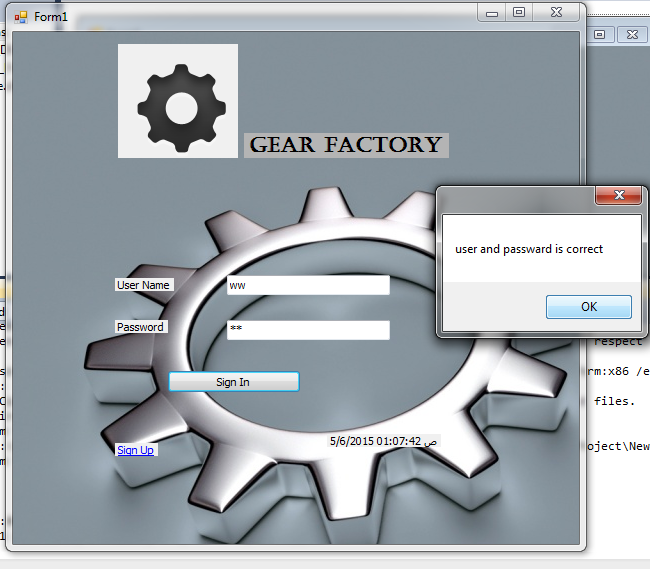 Form1
GEAR FACTORY
user and passward is correct
OK
User Name
ww
Password
**
Sign In
respect
rm:x86 /e
files.
5/6/2015 01:07:42 ص
Sign Up
oject\New